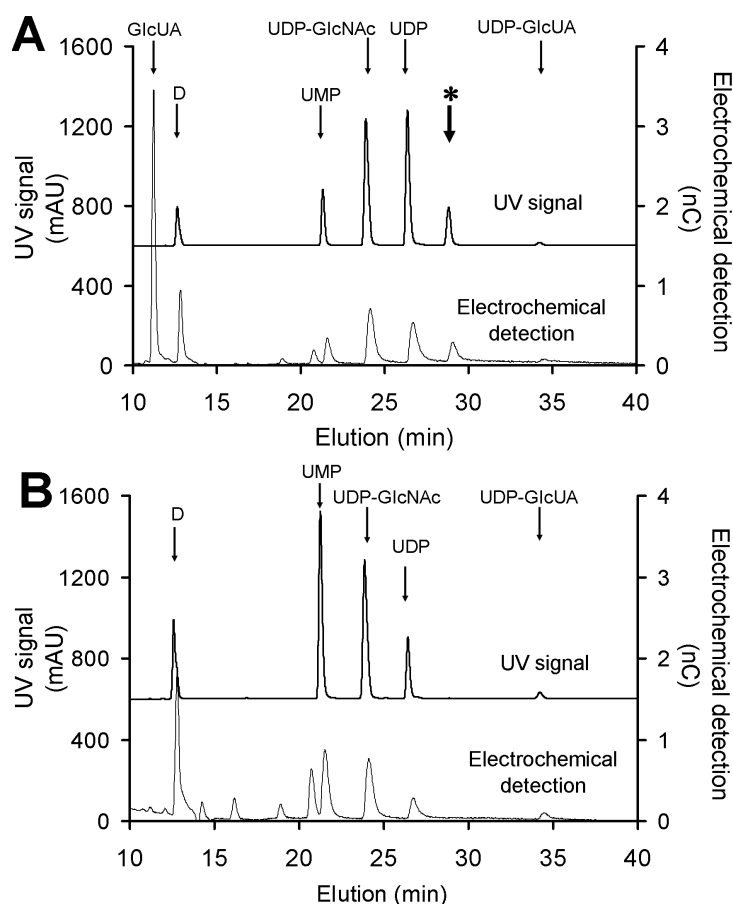 A
GlcUA
UDP-GlcNAc
UDP
UDP-GlcUA
D
UMP
*
1600
1200
800
400
0
4
3
2
1
0
UV signal
(mAU)
Electrochemical detection
(nC)
UV signal
Electrochemical
detection
10
15
20
25
30
35
40
Elution (min)
B
UMP
UDP-GlcNAc
UDP-GlcUA
D
UDP
1600
1200
800
400
0
4
3
2
1
0
UV signal
(mAU)
Electrochemical detection
(nC)
UV signal
Electrochemical
detection
10
15
20
25
30
35
40
Elution (min)